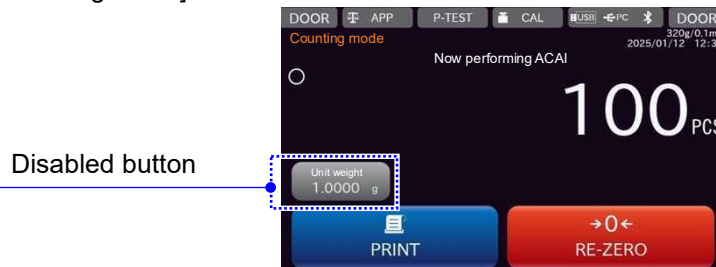 DOOR APP P-TEST CAL USB PC DOOR
Counting mode
320g/0.1m
2025/01/12 12:3
Now performing ACAI
100 PCS
Disabled button
Unit weight
1.0000 g
→0←
PRINT RE-ZERO